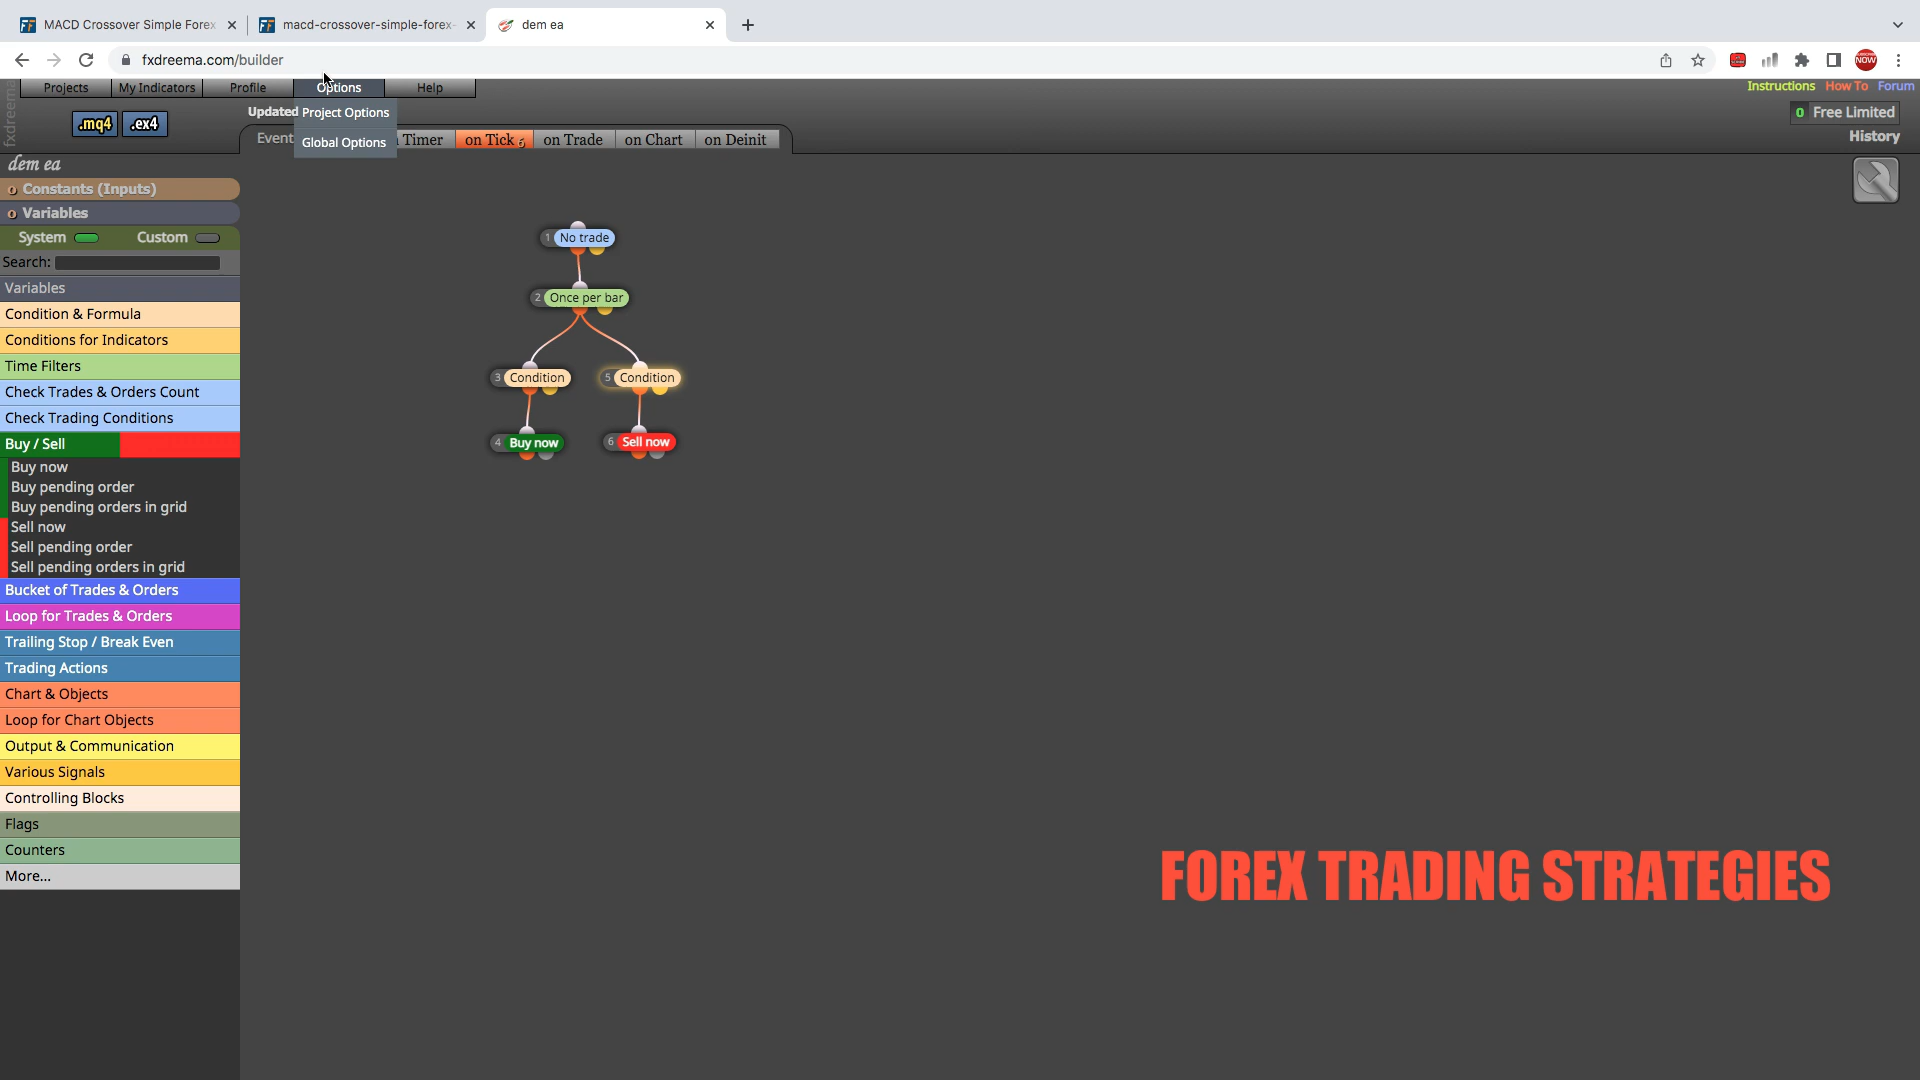 MACD Crossover Simple Forex
macd-crossover-simple-forex-
dem ea
fxdreema.com/builder
SUBSCRIBE NOW
Projects
My Indicators
Profile
Options
Help
Instructions How To Forum
fxdreema
.mq4
.ex4
Updated
Project Options
Global Options
0 Free Limited
History
Event
Timer
on Tick 6
on Trade
on Chart
on Deinit
dem ea
0 Constants (Inputs)
0 Variables
System
Custom
Search:
Variables
Condition & Formula
Conditions for Indicators
Time Filters
Check Trades & Orders Count
Check Trading Conditions
Buy / Sell
Buy now
Buy pending order
Buy pending orders in grid
Sell now
Sell pending order
Sell pending orders in grid
Bucket of Trades & Orders
Loop for Trades & Orders
Trailing Stop / Break Even
Trading Actions
Chart & Objects
Loop for Chart Objects
Output & Communication
Various Signals
Controlling Blocks
Flags
Counters
More...
1 No trade
2 Once per bar
3 Condition
5 Condition
4 Buy now
6 Sell now
FOREX TRADING STRATEGIES